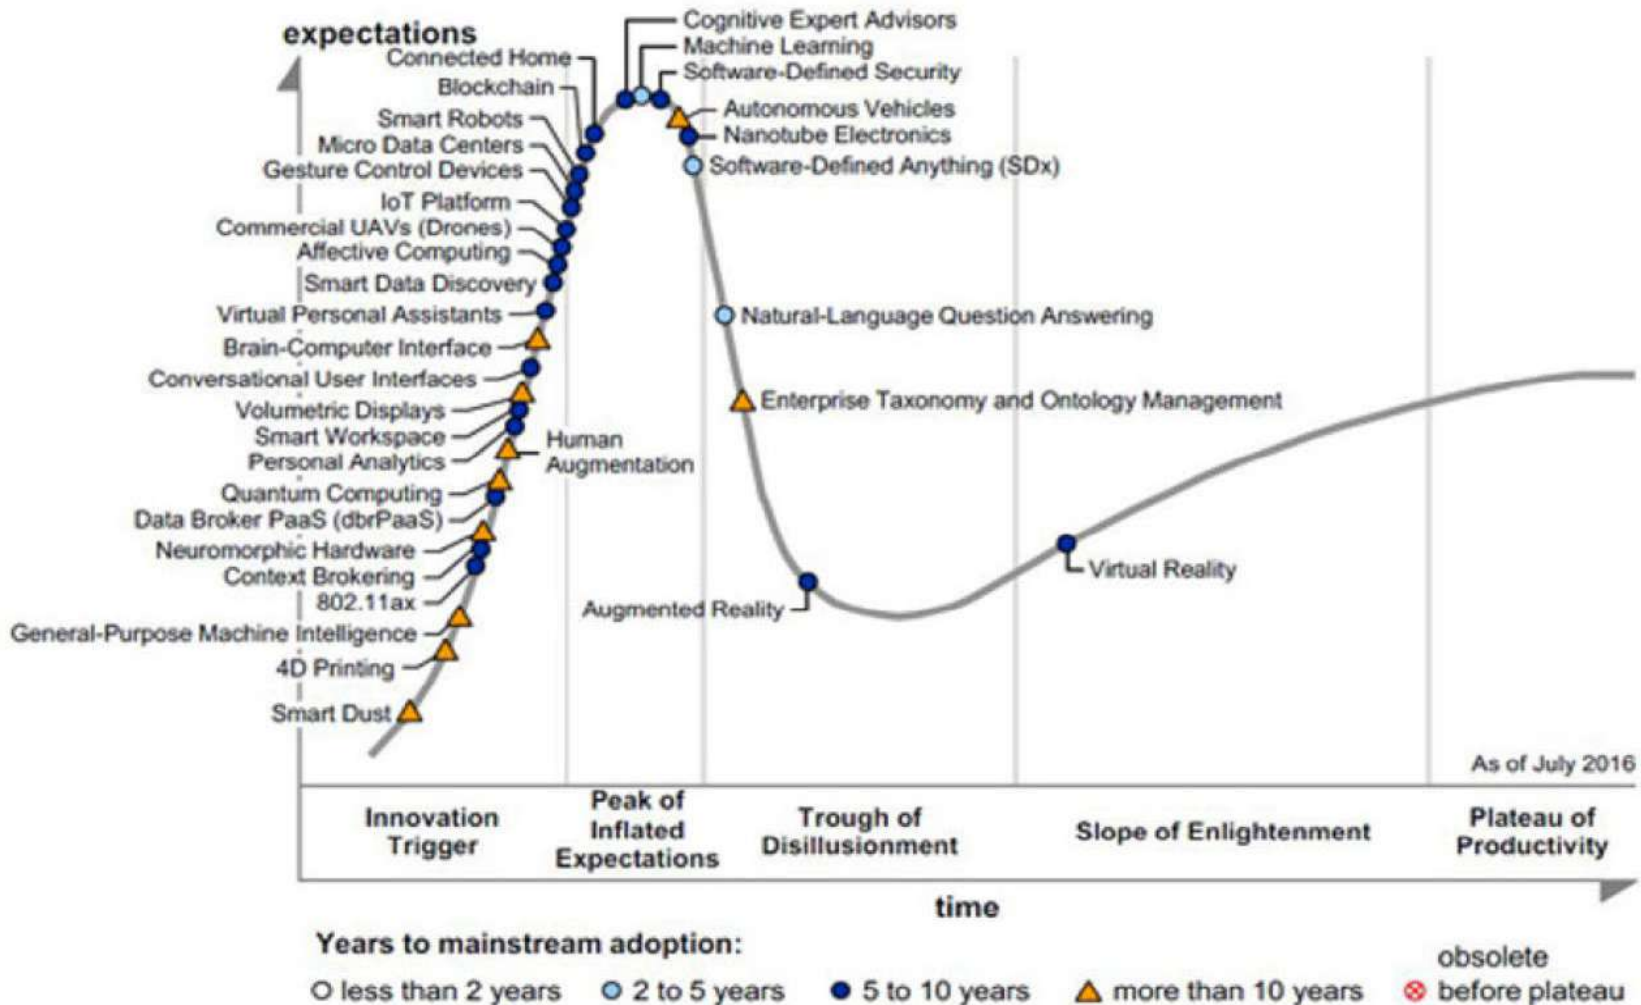 expectations
Connected Home
Blockchain
Smart Robots
Micro Data Centers
Gesture Control Devices
IoT Platform
Commercial UAVs (Drones)
Affective Computing
Smart Data Discovery
Virtual Personal Assistants
Brain-Computer Interface
Conversational User Interfaces
Volumetric Displays
Smart Workspace
Personal Analytics
Quantum Computing
Data Broker PaaS (dbrPaaS)
Neuromorphic Hardware
Context Brokering
802.11ax
General-Purpose Machine Intelligence
4D Printing
Smart Dust
Human
Augmentation
Cognitive Expert Advisors
Machine Learning
Software-Defined Security
Autonomous Vehicles
Nanotube Electronics
Software-Defined Anything (SDx)
Natural-Language Question Answering
Enterprise Taxonomy and Ontology Management
Augmented Reality
Virtual Reality
As of July 2016
Innovation
Trigger
Peak of
Inflated
Expectations
Trough of
Disillusionment
Slope of Enlightenment
Plateau of
Productivity
time
Years to mainstream adoption:
less than 2 years
2 to 5 years
5 to 10 years
more than 10 years
obsolete
before plateau